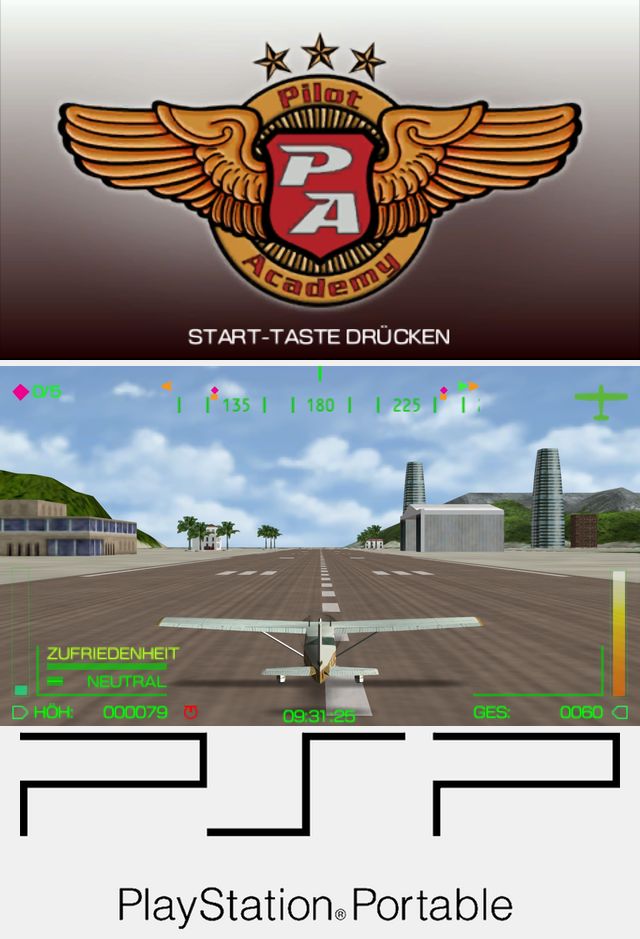 Pilot
PA
Academy
START-TASTE DRÜCKEN
0/5
135 180 225
ZUFRIEDENHEIT
NEUTRAL
HÖH: 000079
09:31:25
GES: 0060
PSP
PlayStation®Portable